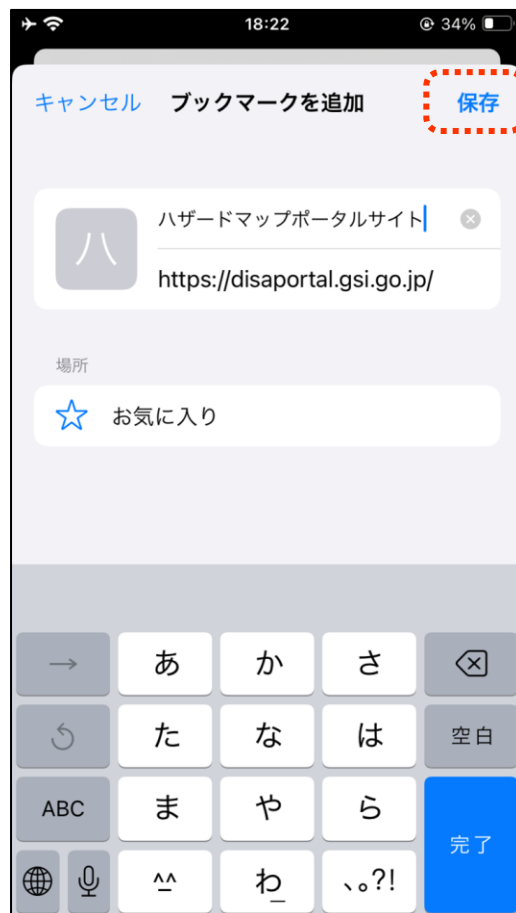 18:22 34%
キャンセル ブックマークを追加 保存
ハ
ハザードマップポータルサイト
https://disaportal.gsi.go.jp/
場所
お気に入り
→ あ か さ
た な は 空白
ABC ま や ら 完了
^^ わ_ 、。?!